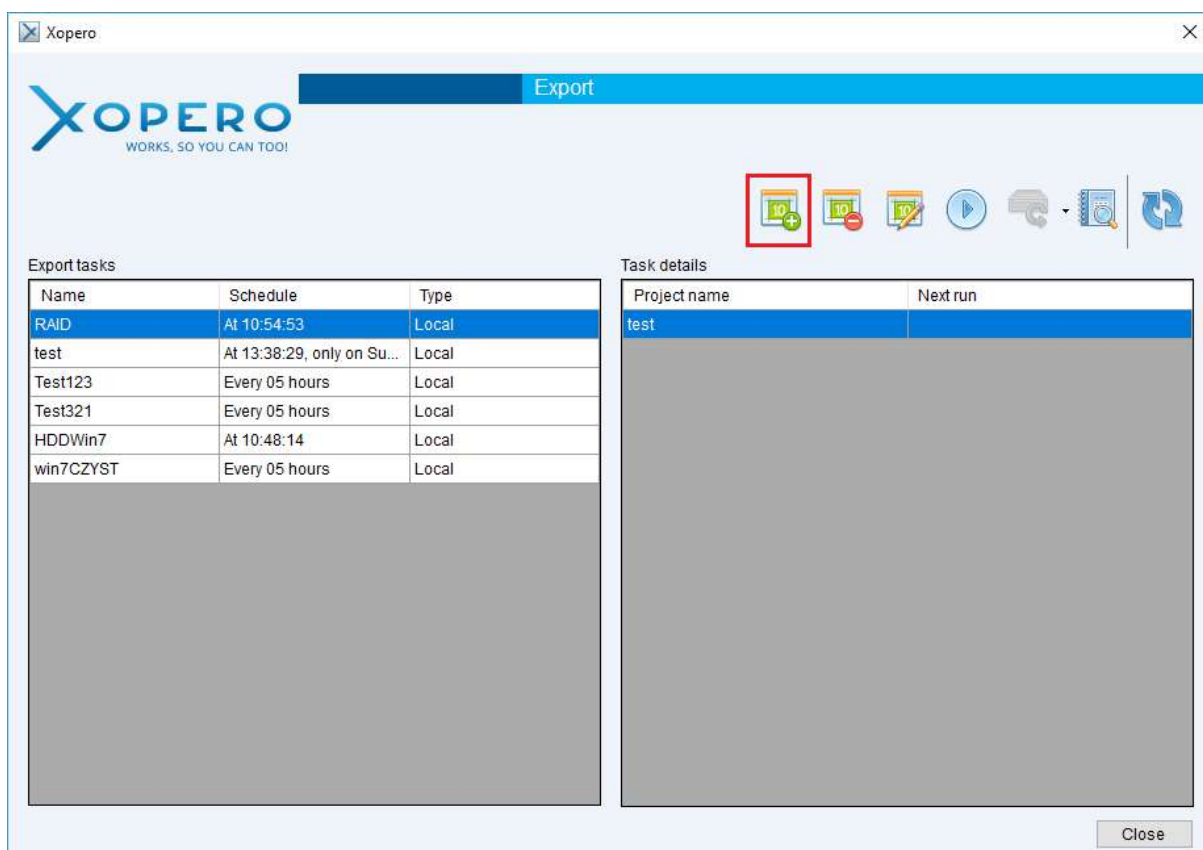 Xopero
Export
XOPERO
WORKS, SO YOU CAN TOO!
10 10 10
Export tasks
Name Schedule Type
RAID At 10:54:53 Local
test At 13:38:29, only on Su... Local
Test123 Every 05 hours Local
Test321 Every 05 hours Local
HDDWin7 At 10:48:14 Local
win7CZYST Every 05 hours Local
Task details
Project name Next run
test
Close